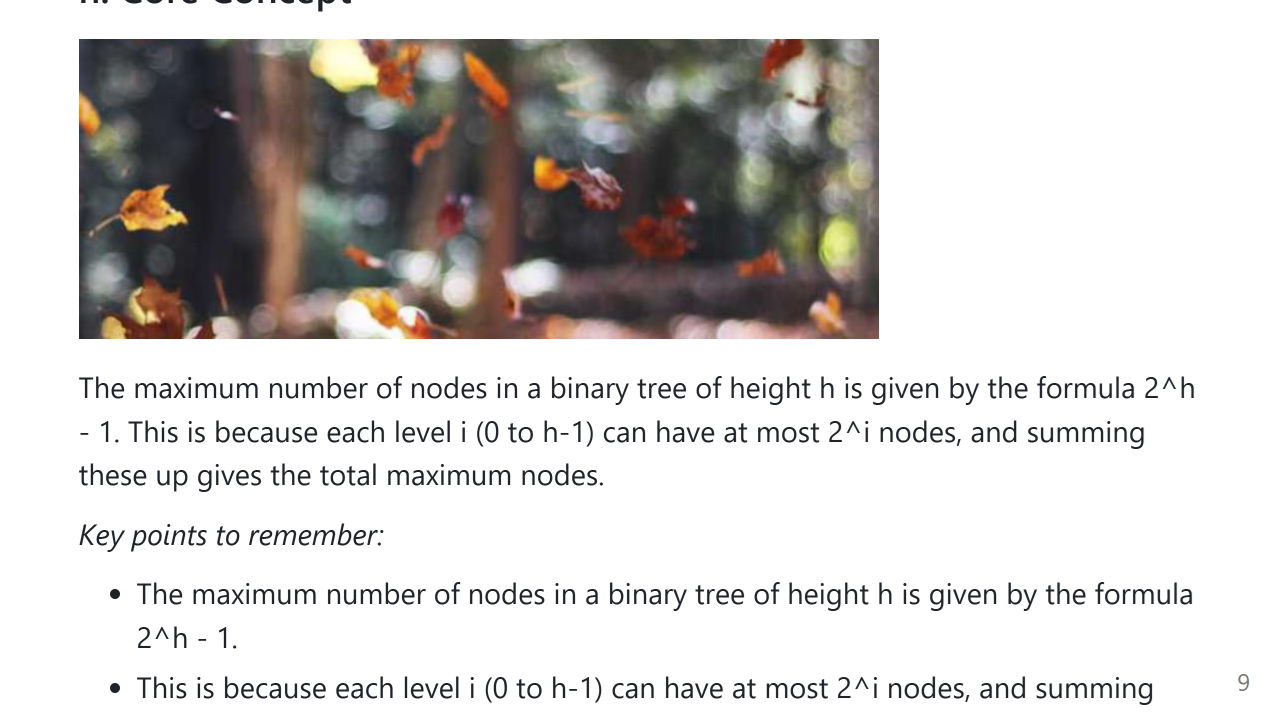 n: Core Concept
The maximum number of nodes in a binary tree of height h is given by the formula 2^h
- 1. This is because each level i (0 to h-1) can have at most 2^i nodes, and summing
these up gives the total maximum nodes.
Key points to remember:
• The maximum number of nodes in a binary tree of height h is given by the formula
2^h - 1.
• This is because each level i (0 to h-1) can have at most 2^i nodes, and summing
9